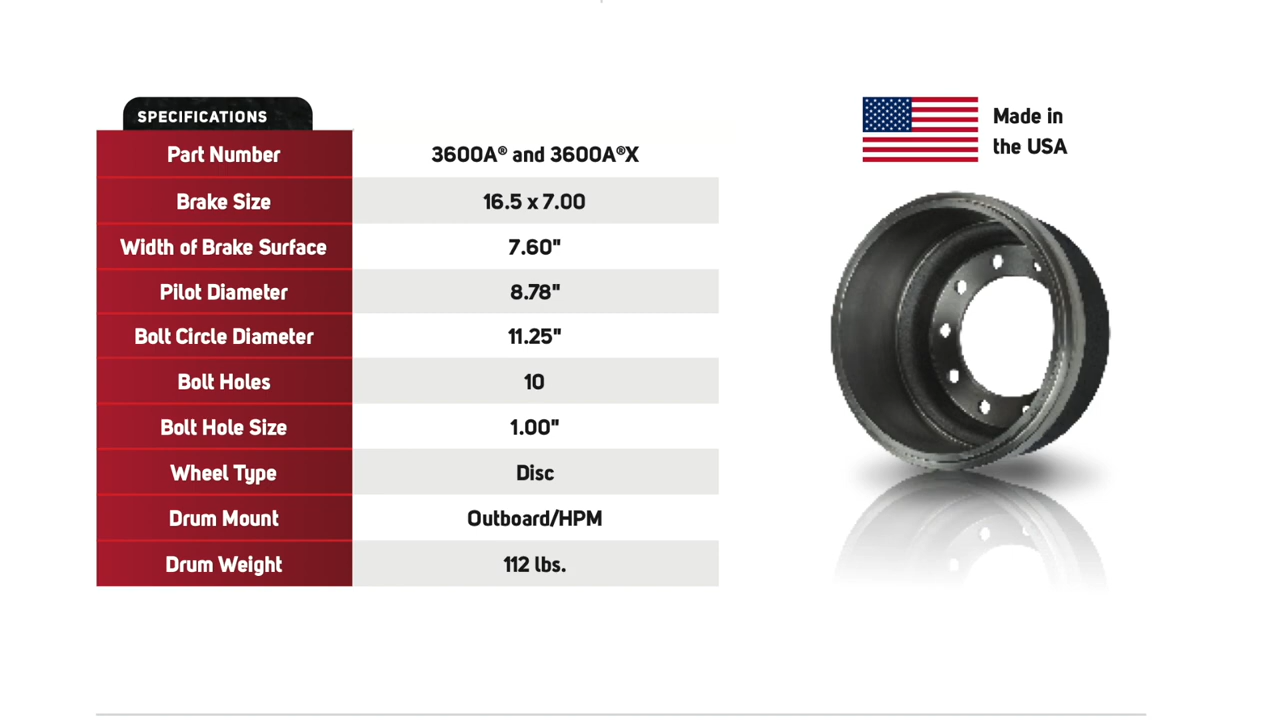 SPECIFICATIONS
Part Number 3600A® and 3600A®X
Brake Size 16.5 x 7.00
Width of Brake Surface 7.60"
Pilot Diameter 8.78"
Bolt Circle Diameter 11.25"
Bolt Holes 10
Bolt Hole Size 1.00"
Wheel Type Disc
Drum Mount Outboard/HPM
Drum Weight 112 lbs.
Made in
the USA